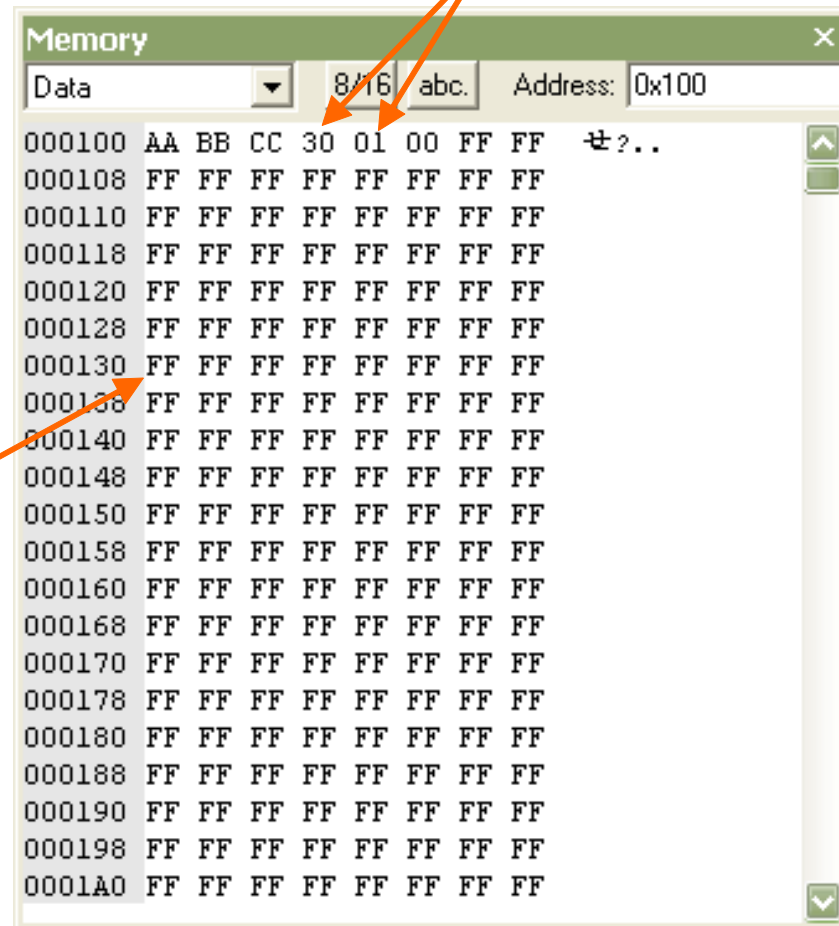 Memory
Data 8/16 abc. Address: 0x100
000100 AA BB CC 30 01 00 FF FF せ?..
000108 FF FF FF FF FF FF FF FF
000110 FF FF FF FF FF FF FF FF
000118 FF FF FF FF FF FF FF FF
000120 FF FF FF FF FF FF FF FF
000128 FF FF FF FF FF FF FF FF
000130 FF FF FF FF FF FF FF FF
000138 FF FF FF FF FF FF FF FF
000140 FF FF FF FF FF FF FF FF
000148 FF FF FF FF FF FF FF FF
000150 FF FF FF FF FF FF FF FF
000158 FF FF FF FF FF FF FF FF
000160 FF FF FF FF FF FF FF FF
000168 FF FF FF FF FF FF FF FF
000170 FF FF FF FF FF FF FF FF
000178 FF FF FF FF FF FF FF FF
000180 FF FF FF FF FF FF FF FF
000188 FF FF FF FF FF FF FF FF
000190 FF FF FF FF FF FF FF FF
000198 FF FF FF FF FF FF FF FF
0001A0 FF FF FF FF FF FF FF FF